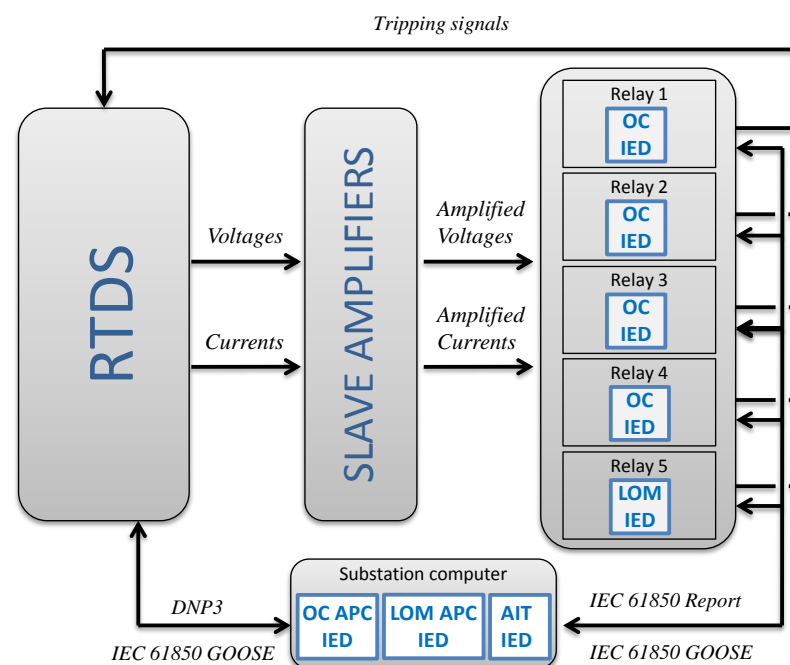 Tripping signals
RTDS
Voltages
Currents
SLAVE AMPLIFIERS
Amplified
Voltages
Amplified
Currents
Relay 1
OC
IED
Relay 2
OC
IED
Relay 3
OC
IED
Relay 4
OC
IED
Relay 5
LOM
IED
Substation computer
OC APC
IED
LOM APC
IED
AIT
IED
DNP3
IEC 61850 GOOSE
IEC 61850 Report
IEC 61850 GOOSE